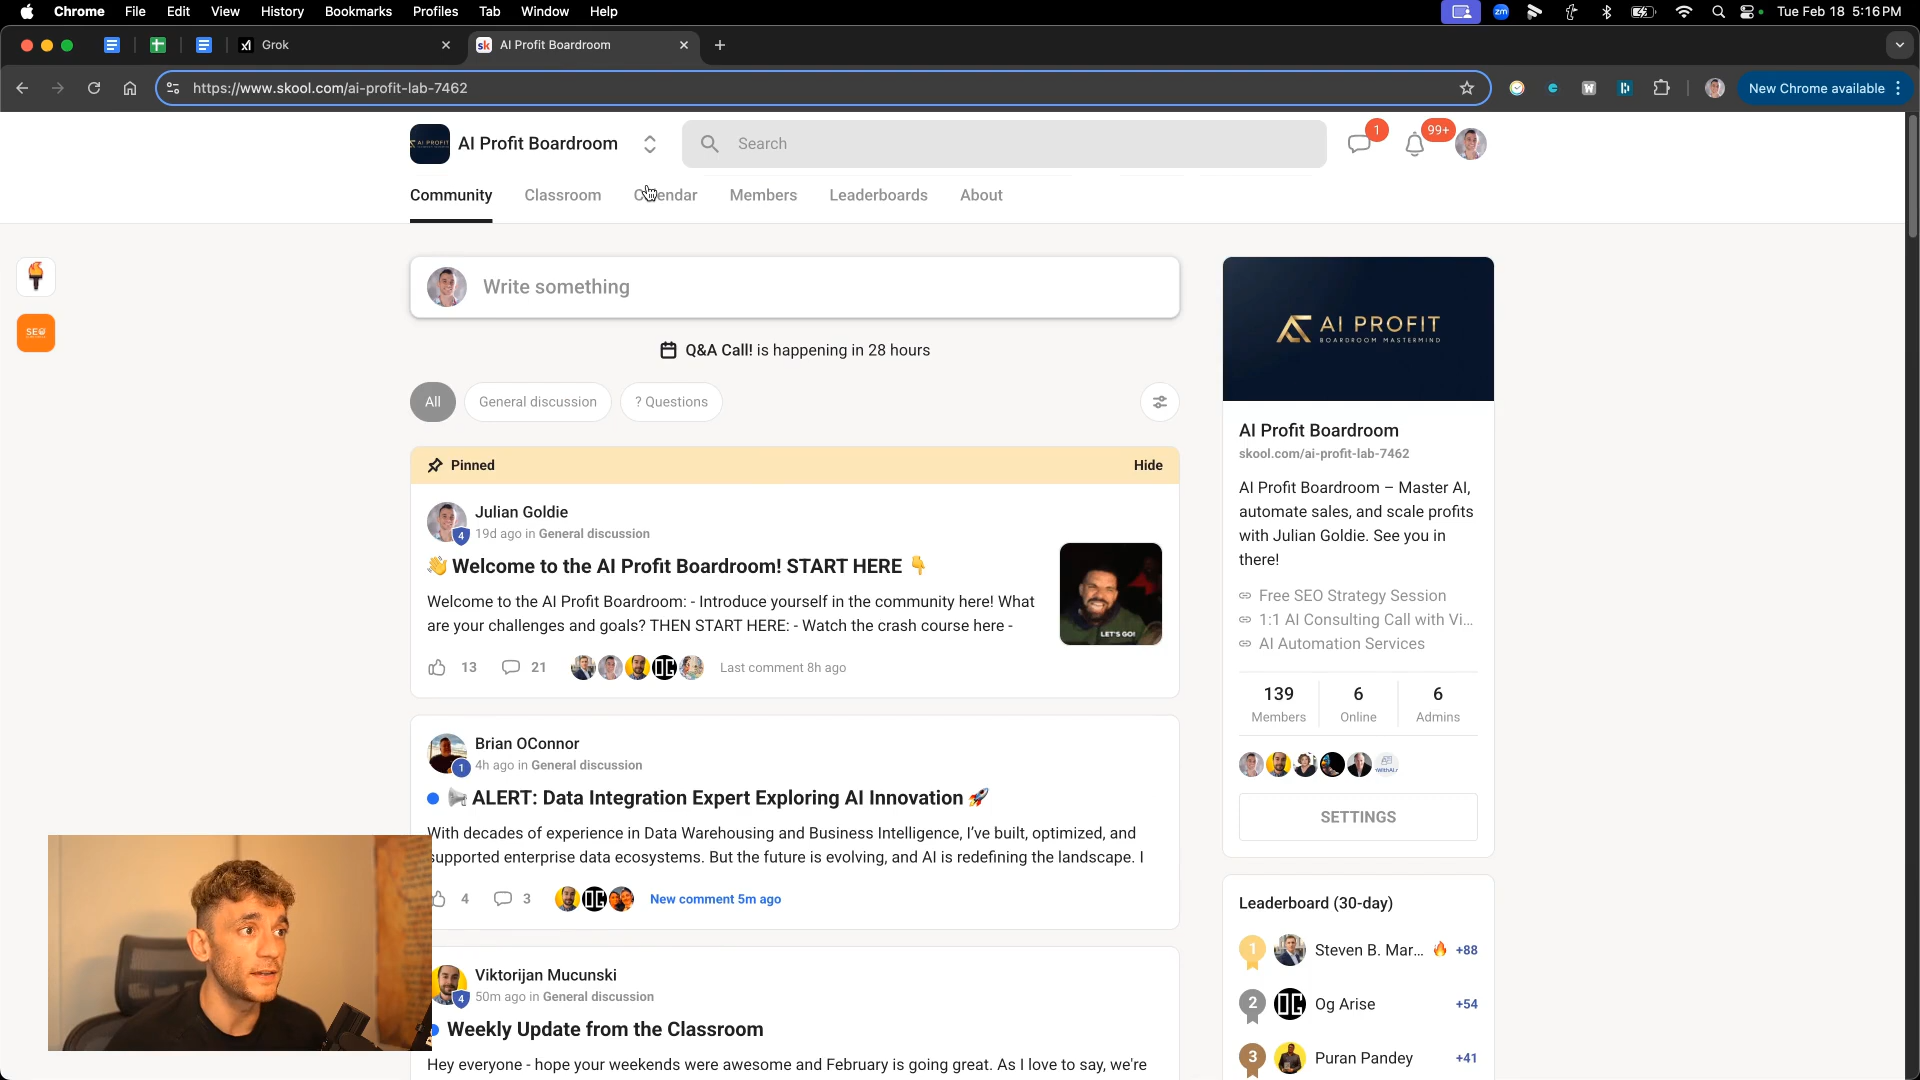 Chrome File Edit View History Bookmarks Profiles Tab Window Help zm Tue Feb 18 5:16 PM
Grok
sk AI Profit Boardroom
https://www.skool.com/ai-profit-lab-7462
New Chrome available
AI PROFIT AI Profit Boardroom
Search
1
99+
Community Classroom Calendar Members Leaderboards About
Write something
Q&A Call! is happening in 28 hours
All General discussion ? Questions
SEO
Pinned Hide
Julian Goldie
4
19d ago in General discussion
👋 Welcome to the AI Profit Boardroom! START HERE 👇
Welcome to the AI Profit Boardroom: - Introduce yourself in the community here! What
are your challenges and goals? THEN START HERE: - Watch the crash course here -
LET'S GO!
13 21 Last comment 8h ago
Brian OConnor
1
4h ago in General discussion
📢 ALERT: Data Integration Expert Exploring AI Innovation 🚀
With decades of experience in Data Warehousing and Business Intelligence, I've built, optimized, and
supported enterprise data ecosystems. But the future is evolving, and AI is redefining the landscape. I
4 3 New comment 5m ago
Viktorijan Mucunski
4
50m ago in General discussion
Weekly Update from the Classroom
Hey everyone - hope your weekends were awesome and February is going great. As I love to say, we're
AI PROFIT
BOARDROOM MASTERMIND
AI Profit Boardroom
skool.com/ai-profit-lab-7462
AI Profit Boardroom – Master AI,
automate sales, and scale profits
with Julian Goldie. See you in
there!
Free SEO Strategy Session
1:1 AI Consulting Call with Vi...
AI Automation Services
139 6 6
Members Online Admins
SETTINGS
Leaderboard (30-day)
1 Steven B. Mar... 🔥 +88
2 OG Og Arise +54
3 Puran Pandey +41